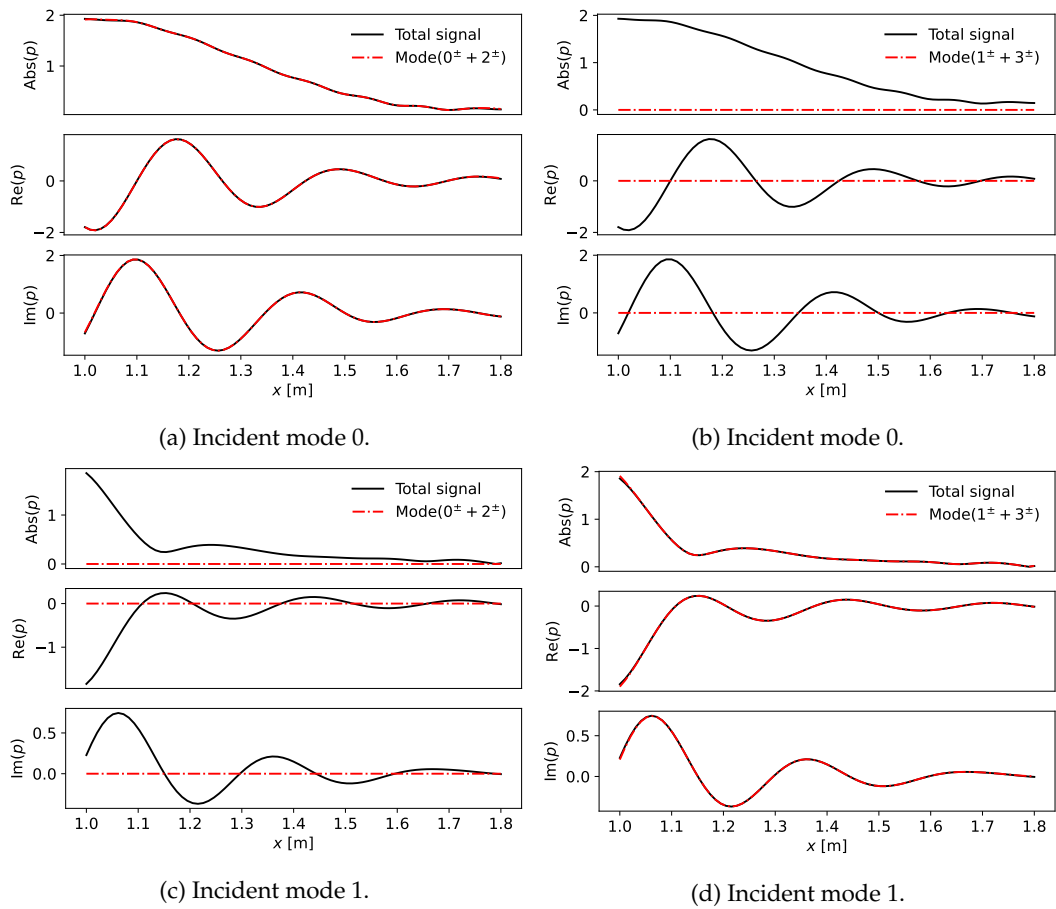 2
1
Abs(p)
Total signal
Mode(0± + 2±)
0
−2
Re(p)
2
0
Im(p)
1.0 1.1 1.2 1.3 1.4 1.5 1.6 1.7 1.8
x [m]
(a) Incident mode 0.
2
1
0
Abs(p)
Total signal
Mode(1± + 3±)
0
−2
Re(p)
2
0
Im(p)
1.0 1.1 1.2 1.3 1.4 1.5 1.6 1.7 1.8
x [m]
(b) Incident mode 0.
1
0
Abs(p)
Total signal
Mode(0± + 2±)
0
−1
Re(p)
0.5
0.0
Im(p)
1.0 1.1 1.2 1.3 1.4 1.5 1.6 1.7 1.8
x [m]
(c) Incident mode 1.
2
1
0
Abs(p)
Total signal
Mode(1± + 3±)
0
−1
−2
Re(p)
0.5
0.0
Im(p)
1.0 1.1 1.2 1.3 1.4 1.5 1.6 1.7 1.8
x [m]
(d) Incident mode 1.